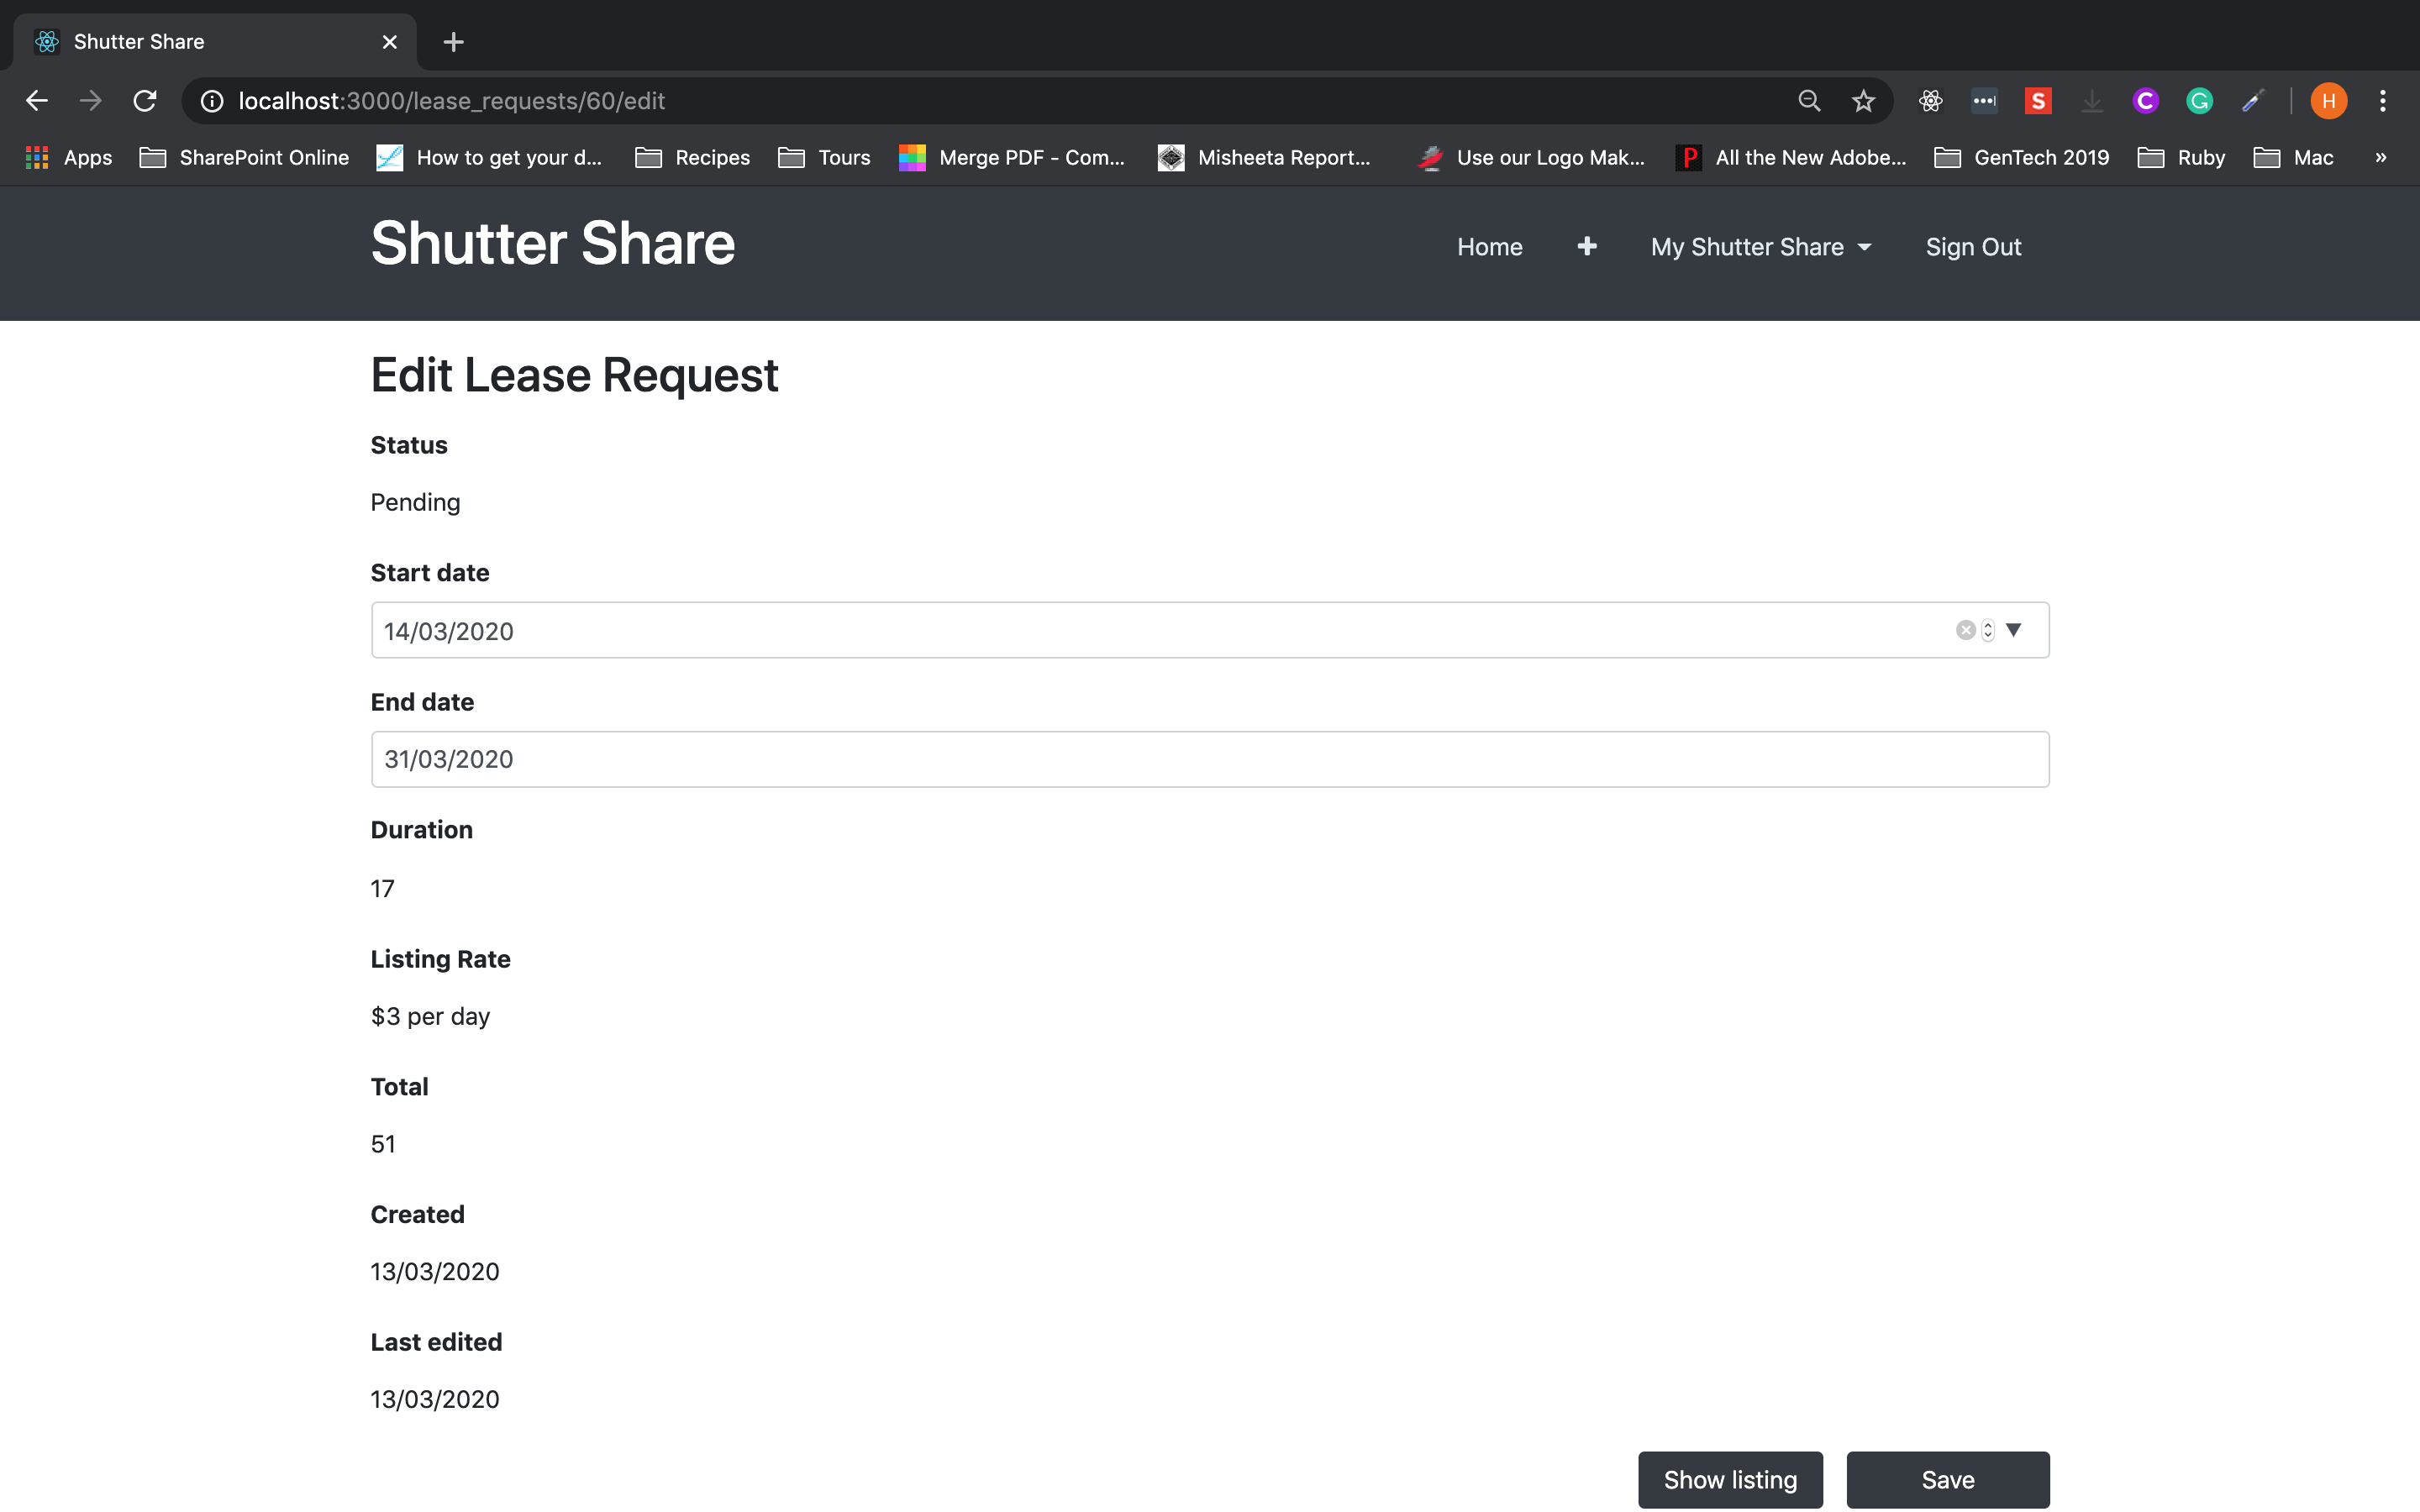 Shutter Share
localhost:3000/lease_requests/60/edit
S C G H
Apps SharePoint Online How to get your d... Recipes Tours Merge PDF - Com... Misheeta Report... Use our Logo Mak... P All the New Adobe... GenTech 2019 Ruby Mac »
Shutter Share Home + My Shutter Share Sign Out
Edit Lease Request
Status
Pending
Start date
14/03/2020
End date
31/03/2020
Duration
17
Listing Rate
$3 per day
Total
51
Created
13/03/2020
Last edited
13/03/2020
Show listing Save